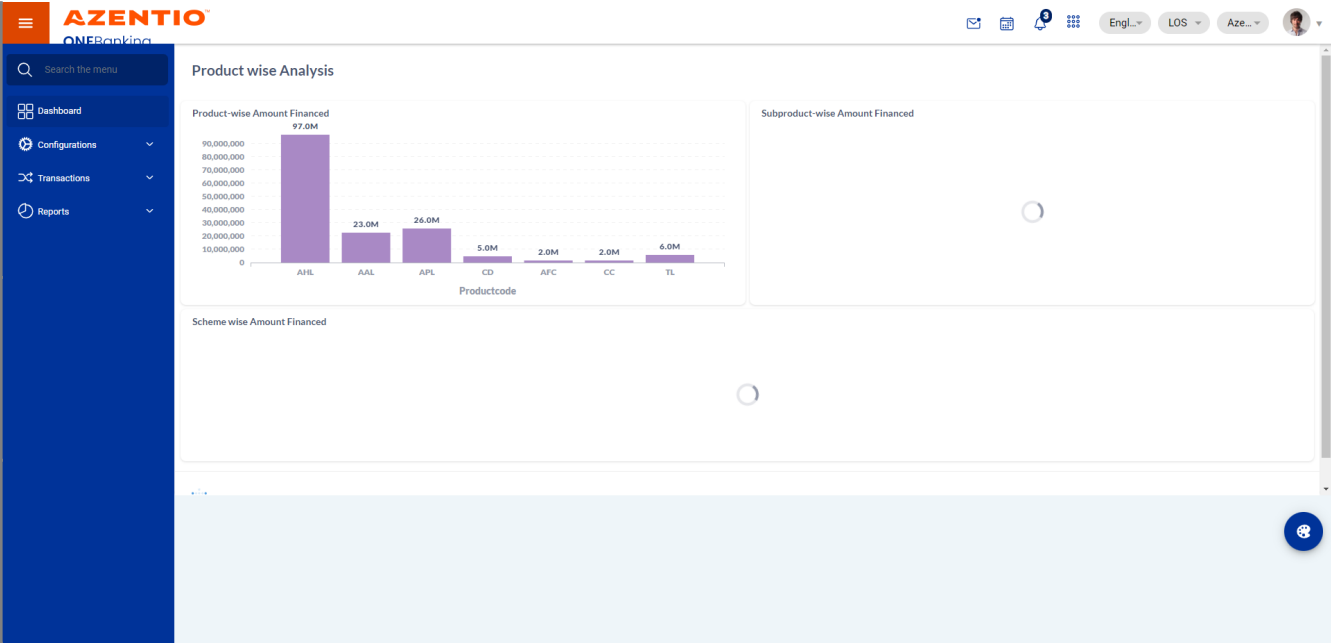 AZENTIO™
ONEBanking
3
Engl...
LOS
Aze...
Search the menu
Dashboard
Configurations
Transactions
Reports
Product wise Analysis
Product-wise Amount Financed
97.0M
90,000,000
80,000,000
70,000,000
60,000,000
50,000,000
40,000,000
30,000,000
20,000,000
10,000,000
0
23.0M
26.0M
5.0M
2.0M
2.0M
6.0M
AHL AAL APL CD AFC CC TL
Productcode
Subproduct-wise Amount Financed
Scheme wise Amount Financed